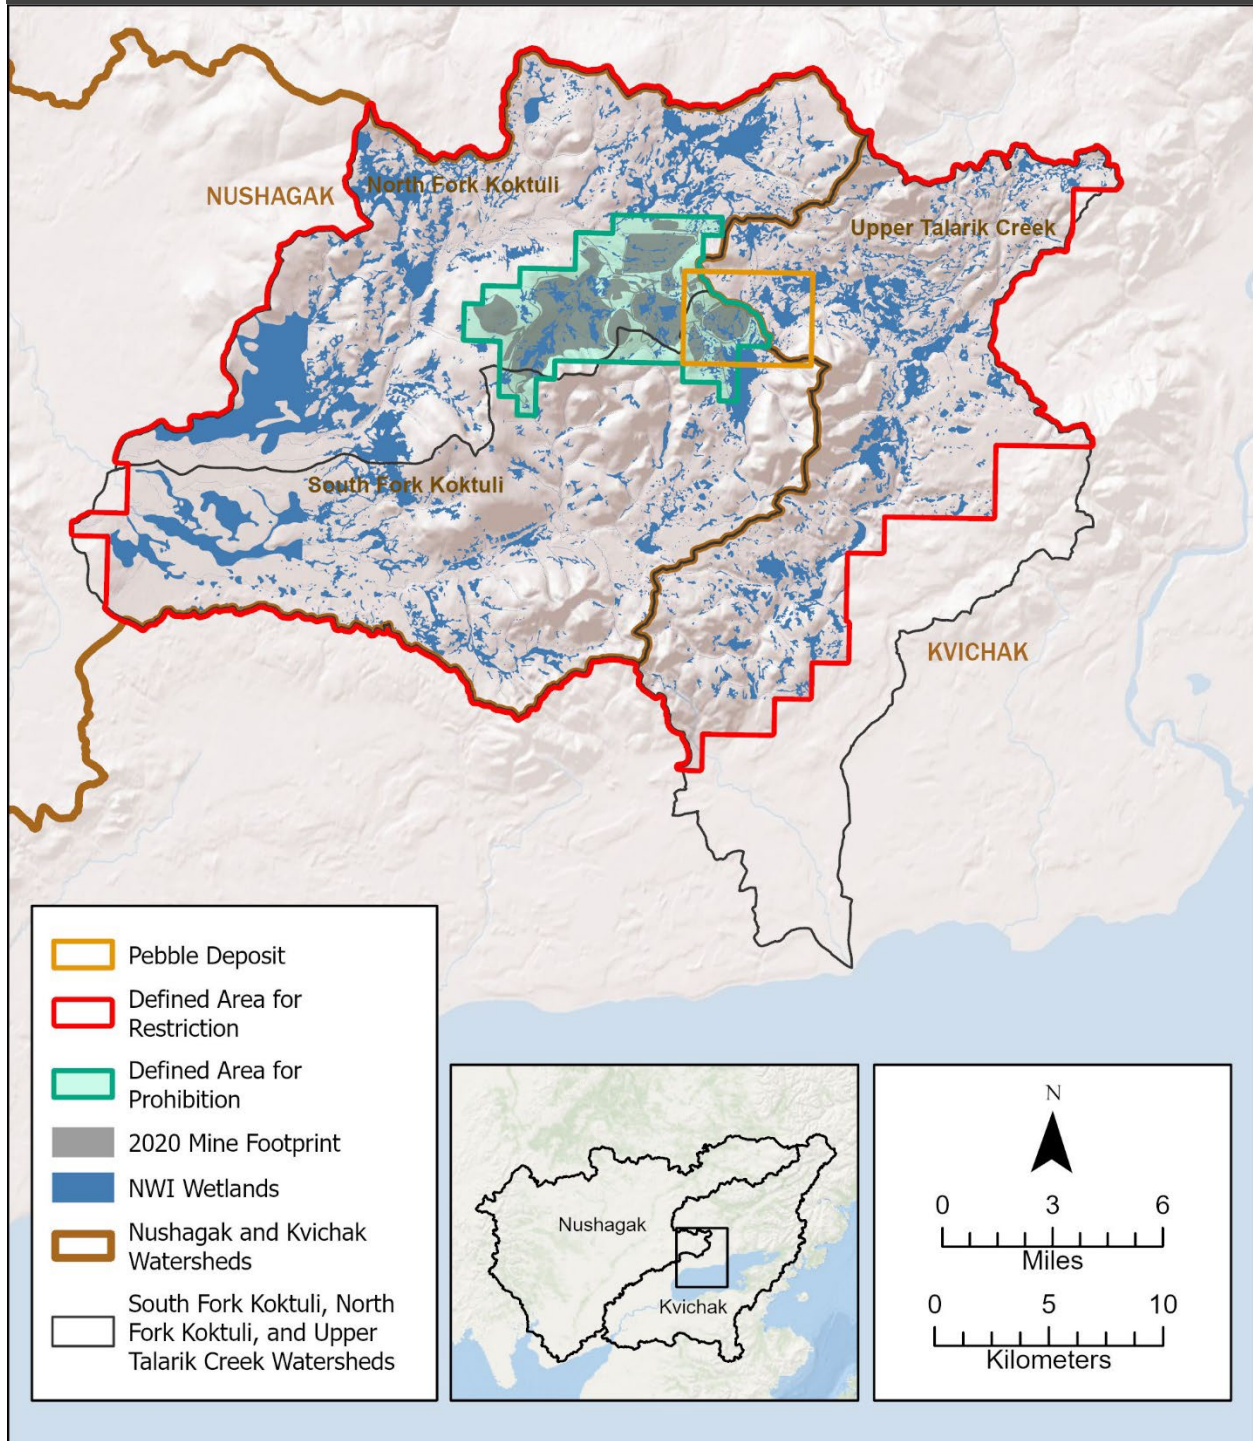 NUSHAGAK
North Fork Koktuli
Upper Talarik Creek
South Fork Koktuli
KVICHAK
Pebble Deposit
Defined Area for
Restriction
Defined Area for
Prohibition
2020 Mine Footprint
NWI Wetlands
Nushagak and Kvichak
Watersheds
South Fork Koktuli, North
Fork Koktuli, and Upper
Talarik Creek Watersheds
Nushagak
Kvichak
N
0 3 6
Miles
0 5 10
Kilometers